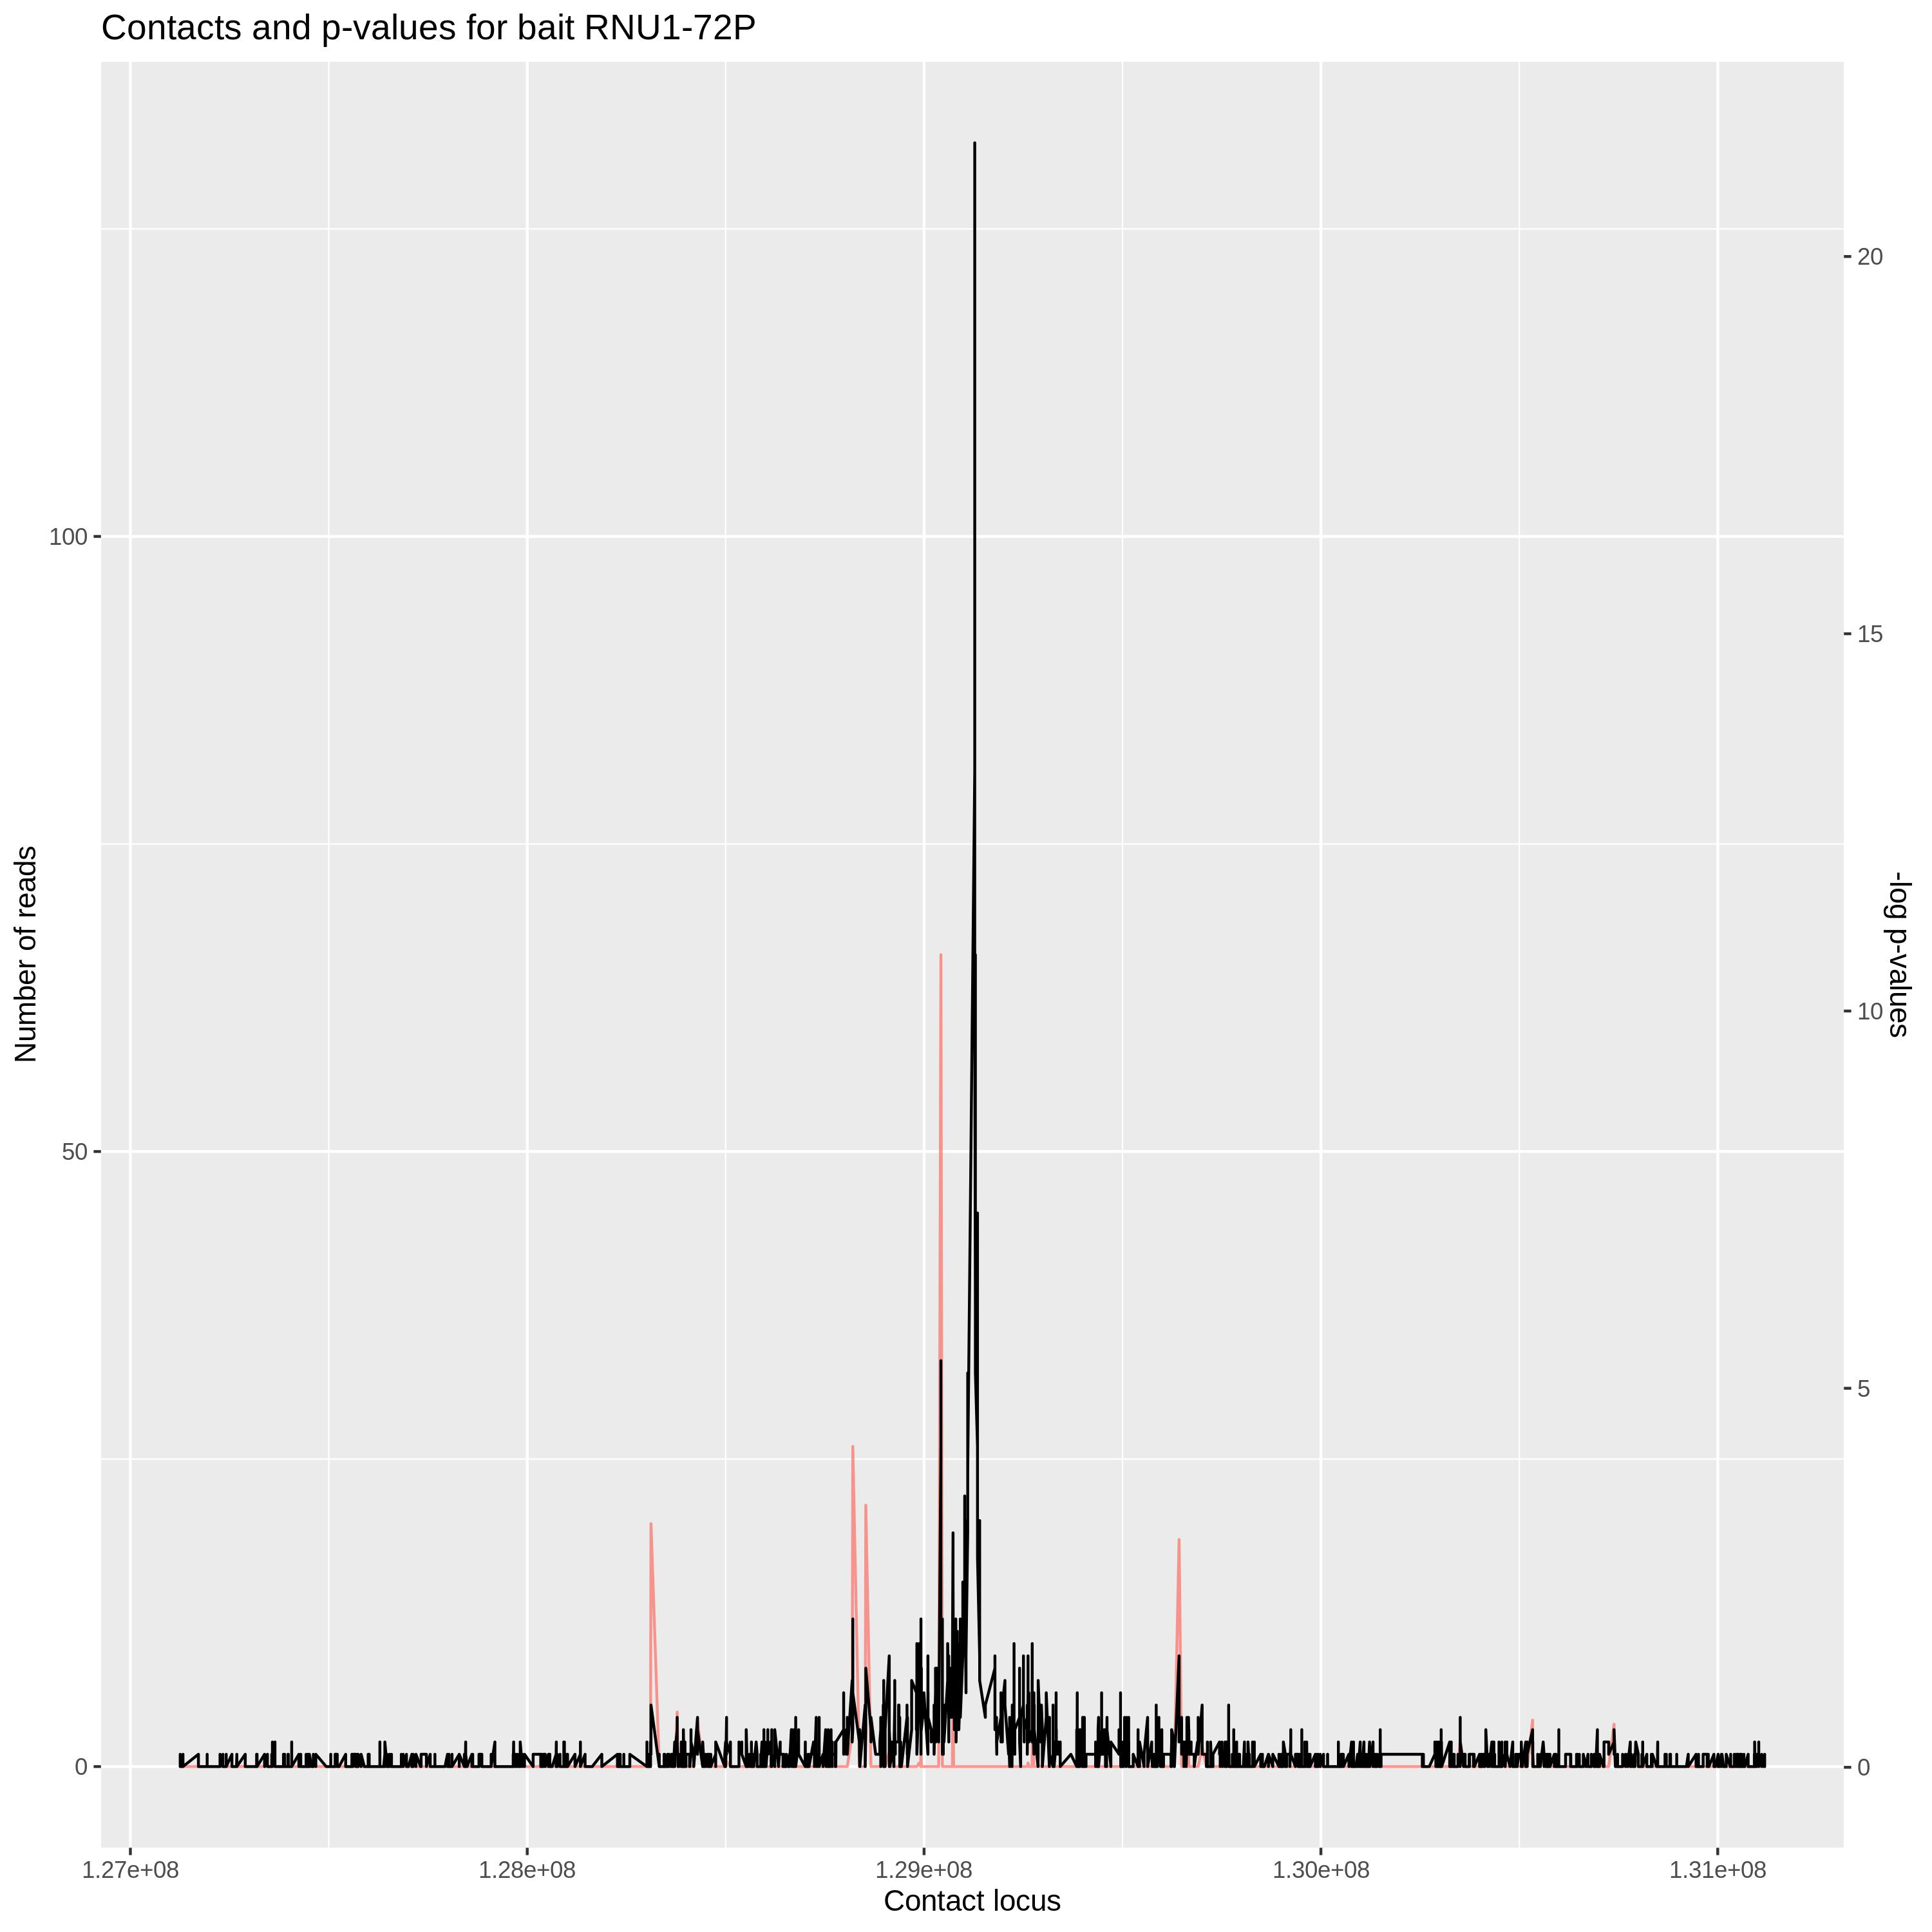 Contacts and p-values for bait RNU1-72P
Number of reads
100
50
0
20
15
10
5
0
-log p-values
1.27e+08
1.28e+08
1.29e+08
1.30e+08
1.31e+08
Contact locus